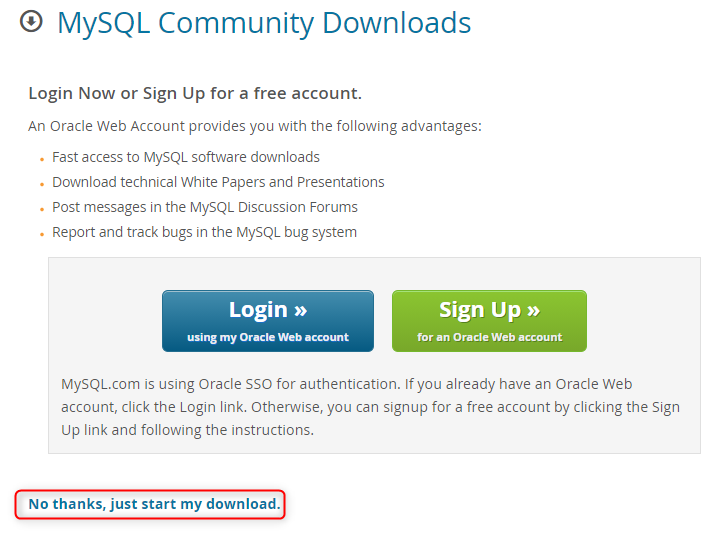 MySQL Community Downloads
Login Now or Sign Up for a free account.
An Oracle Web Account provides you with the following advantages:
Fast access to MySQL software downloads
Download technical White Papers and Presentations
Post messages in the MySQL Discussion Forums
Report and track bugs in the MySQL bug system
Login »
using my Oracle Web account
Sign Up »
for an Oracle Web account
MySQL.com is using Oracle SSO for authentication. If you already have an Oracle Web
account, click the Login link. Otherwise, you can signup for a free account by clicking the Sign
Up link and following the instructions.
No thanks, just start my download.